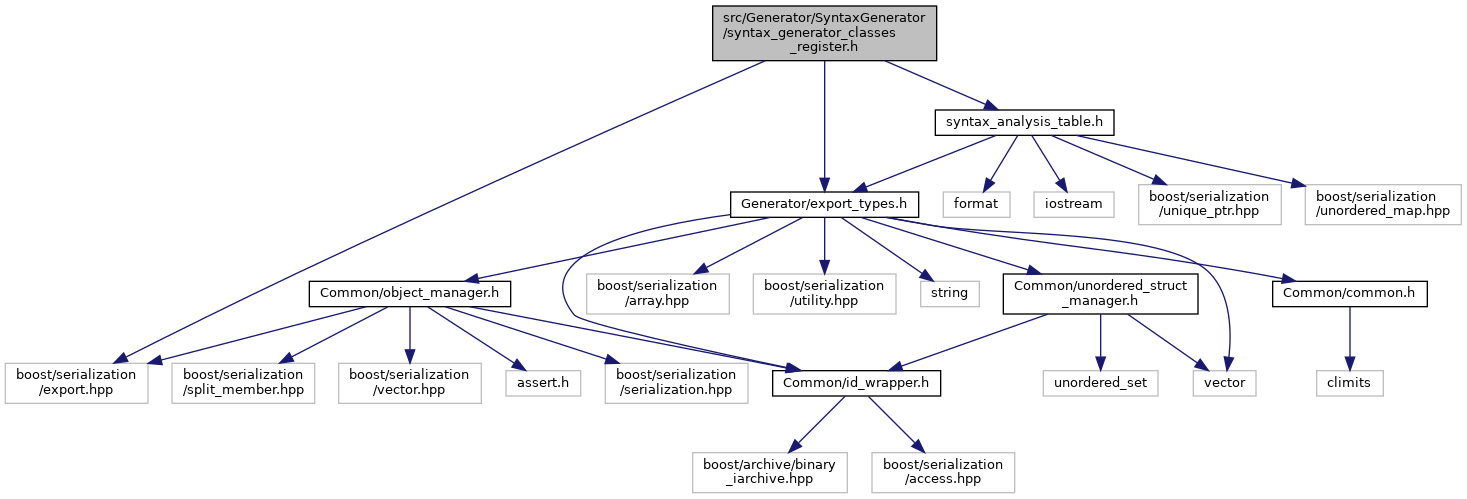 src/Generator/SyntaxGenerator
/syntax_generator_classes
_register.h
syntax_analysis_table.h
Generator/export_types.h
format
iostream
boost/serialization
/unique_ptr.hpp
boost/serialization
/unordered_map.hpp
Common/object_manager.h
boost/serialization
/array.hpp
boost/serialization
/utility.hpp
string
Common/unordered_struct
_manager.h
Common/common.h
boost/serialization
/export.hpp
boost/serialization
/split_member.hpp
boost/serialization
/vector.hpp
assert.h
boost/serialization
/serialization.hpp
Common/id_wrapper.h
unordered_set
vector
climits
boost/archive/binary
_iarchive.hpp
boost/serialization
/access.hpp